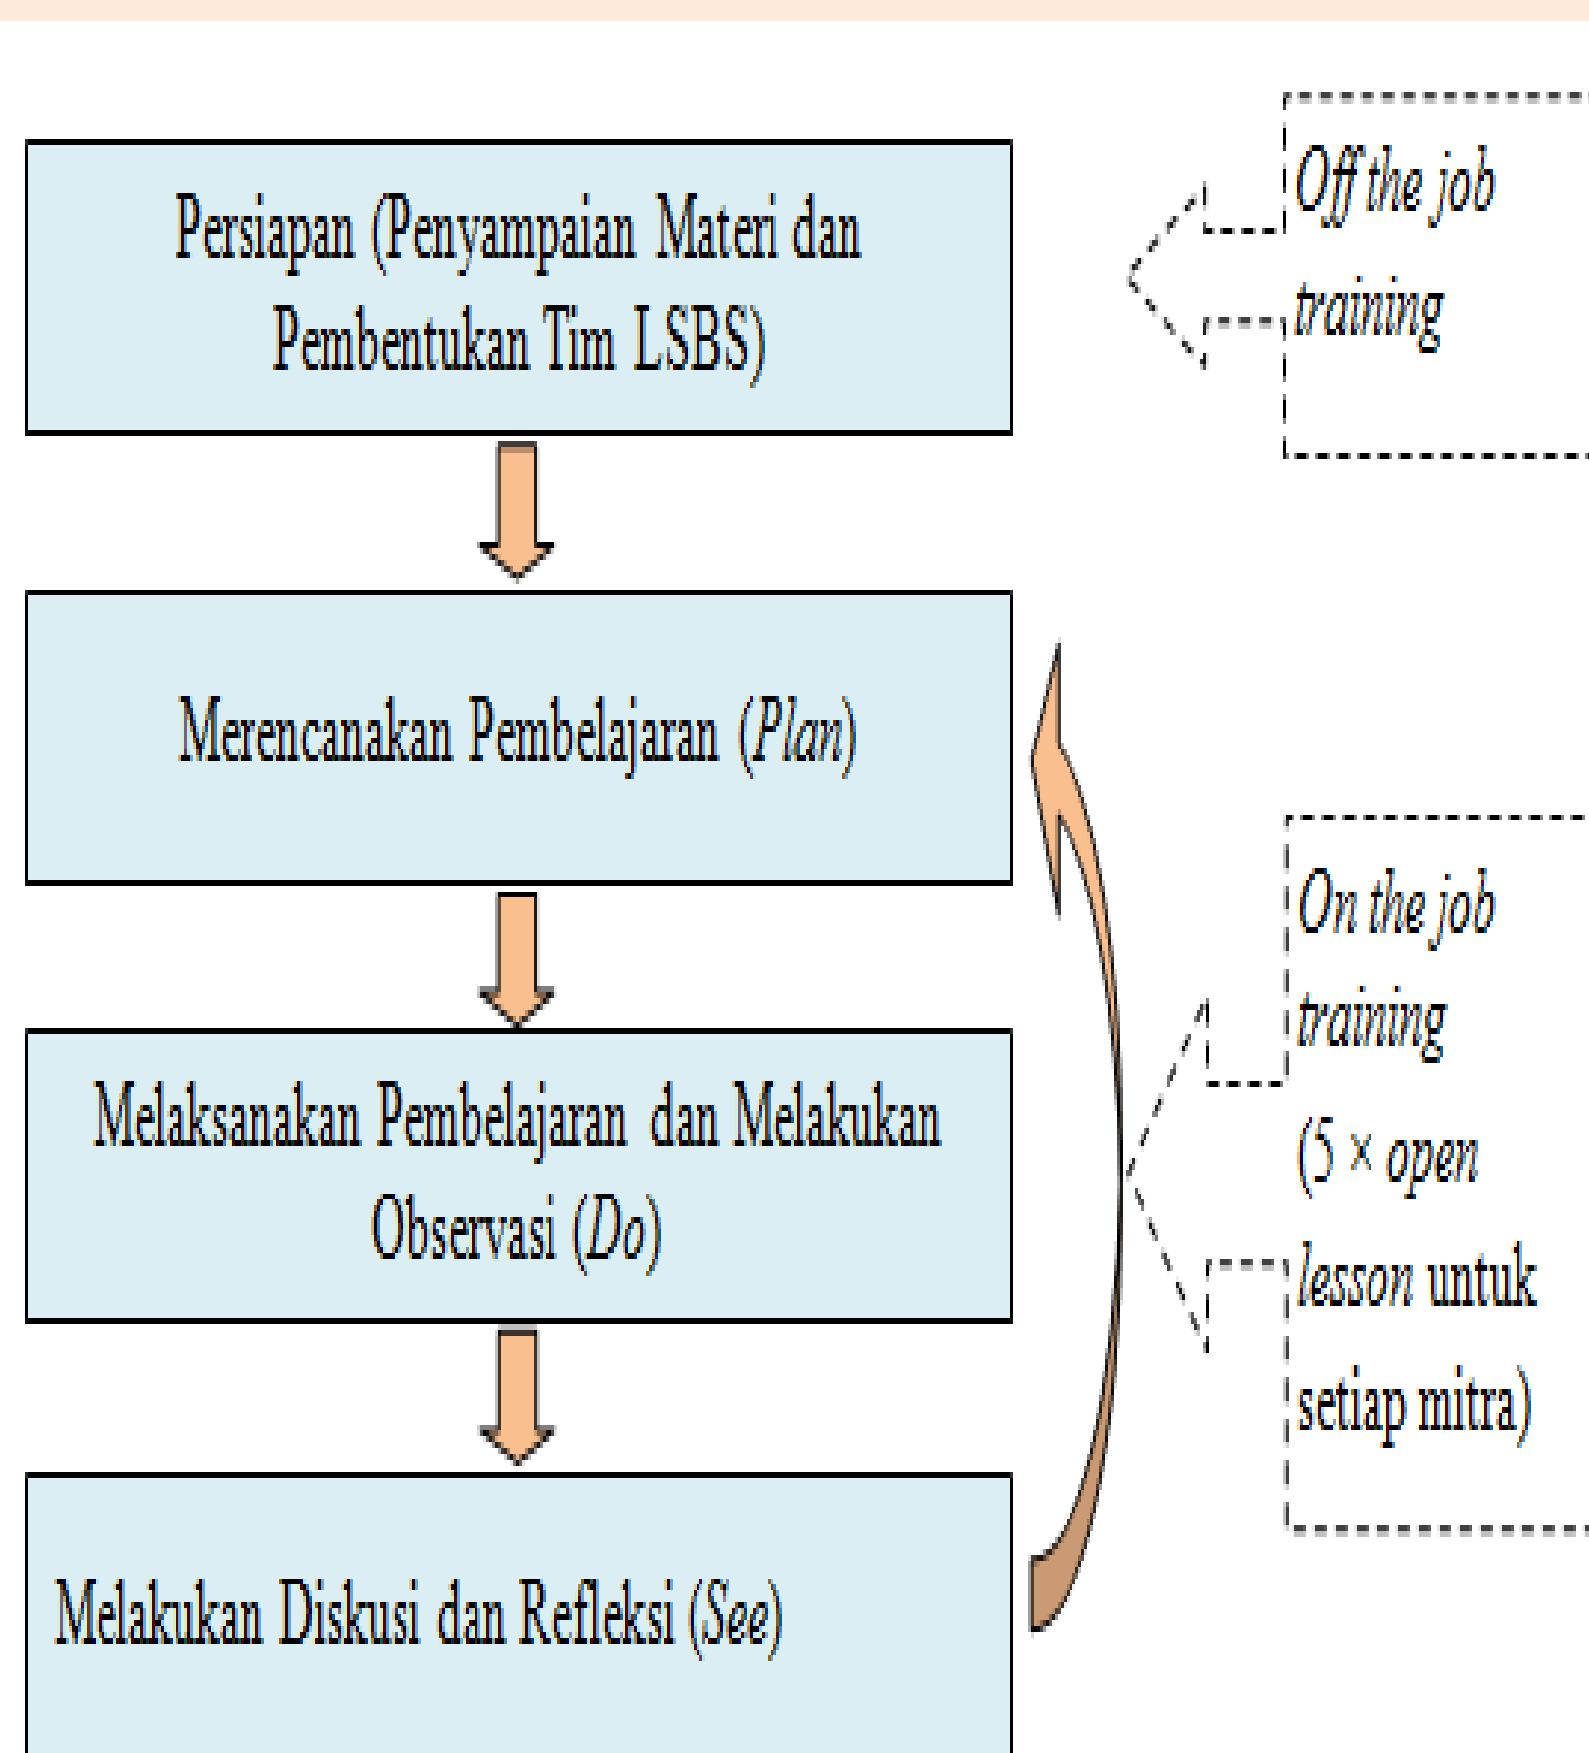 Persiapan (Penyampaian Materi dan
Pembentukan Tim LSBS)
Off the job
training
Merencanakan Pembelajaran (Plan)
Melaksanakan Pembelajaran dan Melakukan
Observasi (Do)
On the job
training
(5 × open
lesson untuk
setiap mitra)
Melakukan Diskusi dan Refleksi (See)